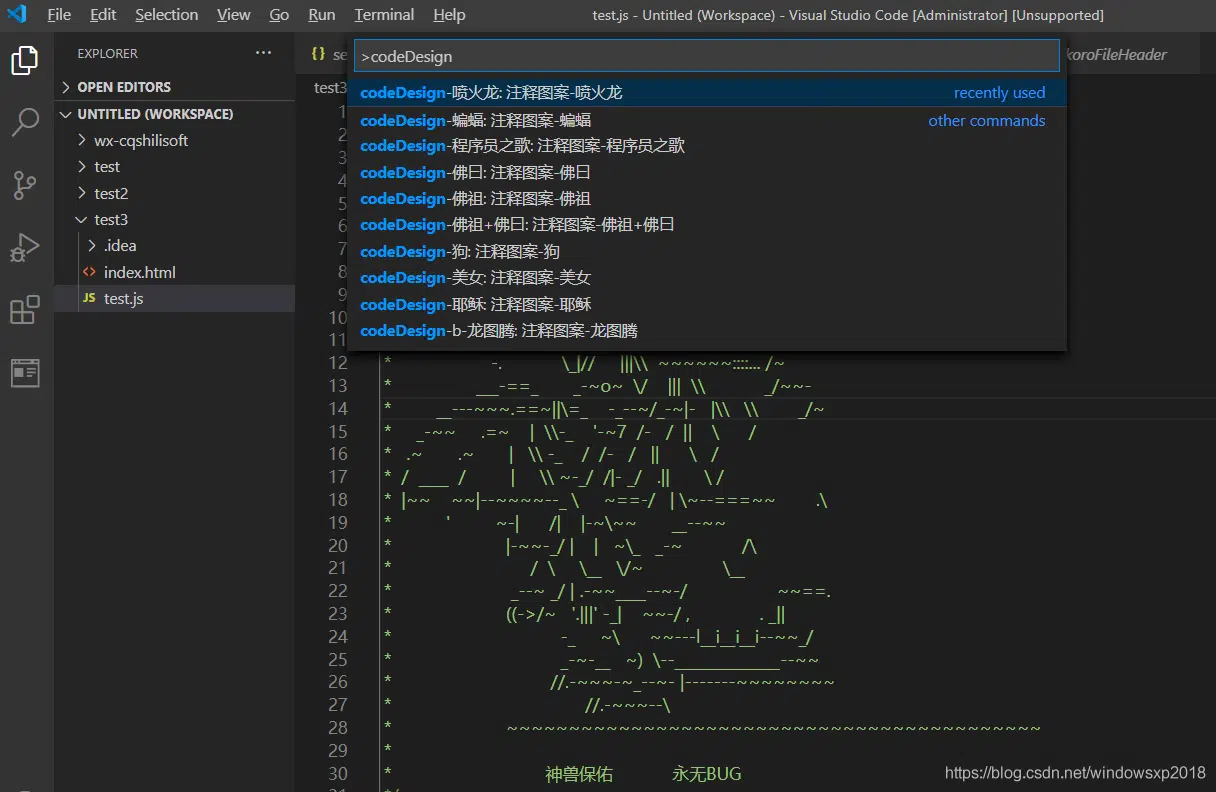 File Edit Selection View Go Run Terminal Help
test.js - Untitled (Workspace) - Visual Studio Code [Administrator] [Unsupported]
EXPLORER ···
OPEN EDITORS
UNTITLED (WORKSPACE)
wx-cqshilisoft
test
test2
test3
.idea
<> index.html
JS test.js
{} se
koroFileHeader
test3
>codeDesign
codeDesign-喷火龙: 注释图案-喷火龙 recently used
codeDesign-蝙蝠: 注释图案-蝙蝠 other commands
codeDesign-程序员之歌: 注释图案-程序员之歌
codeDesign-佛曰: 注释图案-佛曰
codeDesign-佛祖: 注释图案-佛祖
codeDesign-佛祖+佛曰: 注释图案-佛祖+佛曰
codeDesign-狗: 注释图案-狗
codeDesign-美女: 注释图案-美女
codeDesign-耶稣: 注释图案-耶稣
codeDesign-b-龙图腾: 注释图案-龙图腾
1
2
3
4
5
6
7
8
9
10
11
12 * -. \_|// |||\\ ~~~~~~::::... /~
13 * ___-==_ _-~o~ \/ ||| \\ _/~~-
14 * __---~~~.==~||\=_ -_--~/_-~|- |\\ \\ _/~
15 * _-~~ .=~ | \\-_ '-~7 /- / || \ /
16 * .~ .~ | \\ -_ / /- / || \ /
17 * / ____ / | \\ ~-_/ /|- _/ .|| \ /
18 * |~~ ~~|--~~~~--_ \ ~==-/ | \~--===~~ .\
19 * ' ~-| /| |-~\~~ __--~~
20 * |-~~-_/ | | ~\_ _-~ /\
21 * / \ \__ \/~ \__
22 * _--~ _/ | .-~~____--~-/ ~~==.
23 * ((->/~ '.|||' -_| ~~-/ , . _||
24 * -_ ~\ ~~---l__i__i__i--~~_/
25 * _-~-__ ~) \--______________--~~
26 * //.-~~~-~_--~- |-------~~~~~~~~
27 * //.-~~~--\
28 * ~~~~~~~~~~~~~~~~~~~~~~~~~~~~~~~~~~~~~~~~~~
29 *
30 * 神兽保佑 永无BUG
https://blog.csdn.net/windowsxp2018